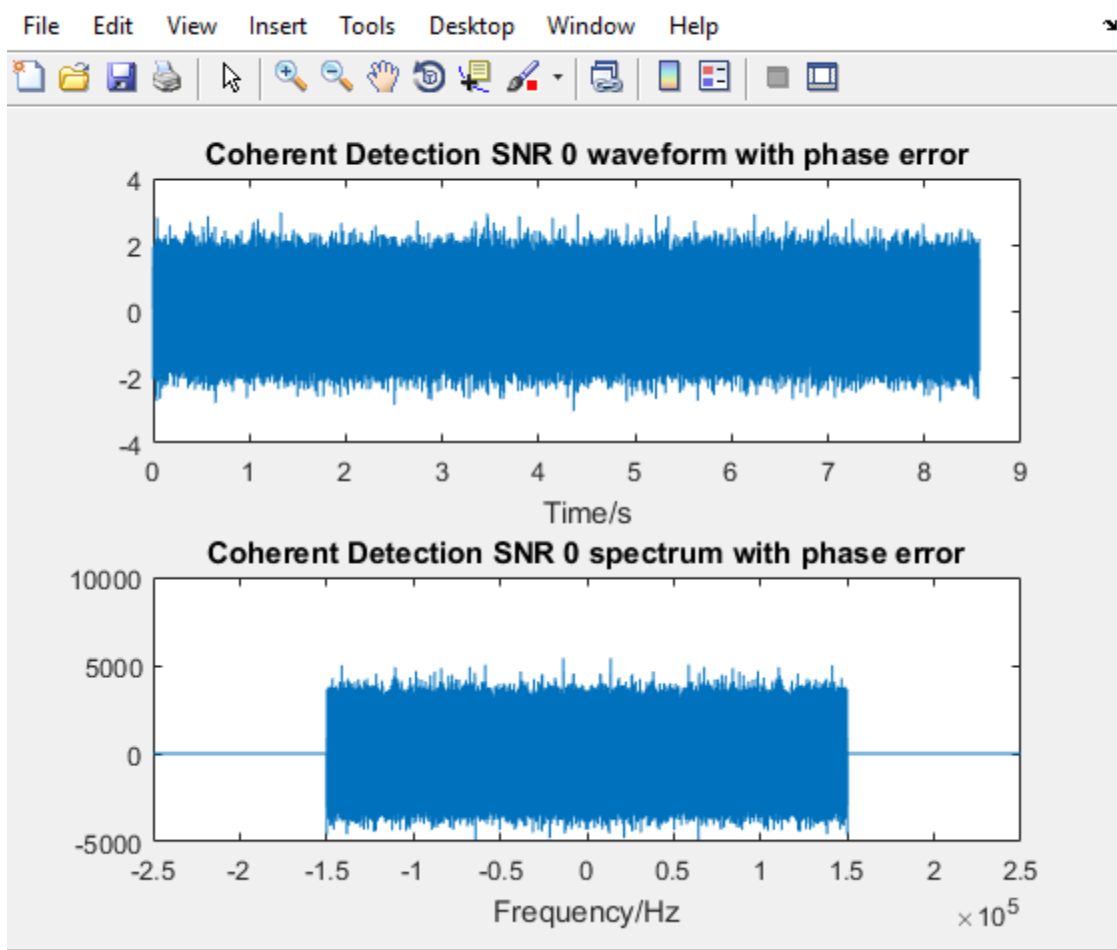 File Edit View Insert Tools Desktop Window Help
Coherent Detection SNR 0 waveform with phase error
4
2
0
-2
-4
0 1 2 3 4 5 6 7 8 9
Time/s
Coherent Detection SNR 0 spectrum with phase error
10000
5000
0
-5000
-2.5 -2 -1.5 -1 -0.5 0 0.5 1 1.5 2 2.5
Frequency/Hz
×10⁵